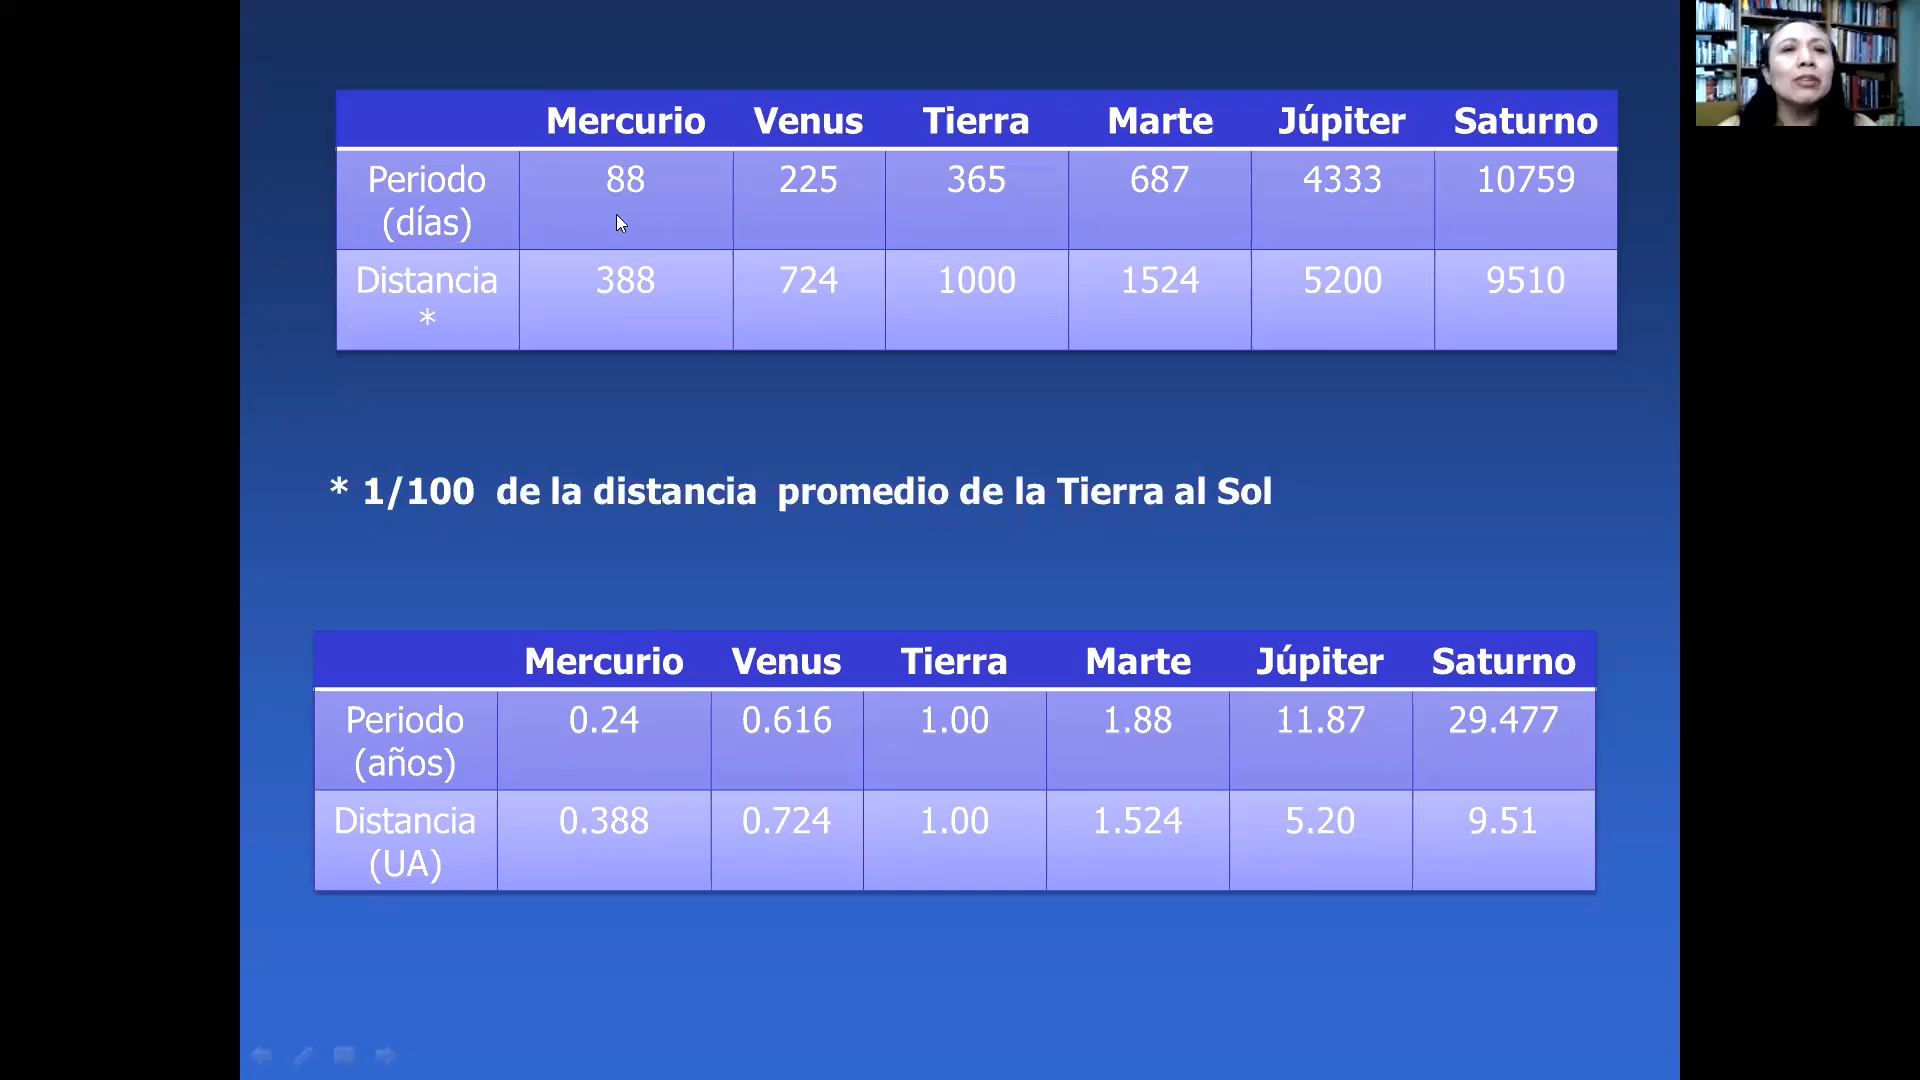 Mercurio Venus Tierra Marte Júpiter Saturno
Periodo (días) 88 225 365 687 4333 10759
Distancia * 388 724 1000 1524 5200 9510
* 1/100 de la distancia promedio de la Tierra al Sol
Mercurio Venus Tierra Marte Júpiter Saturno
Periodo (años) 0.24 0.616 1.00 1.88 11.87 29.477
Distancia (UA) 0.388 0.724 1.00 1.524 5.20 9.51